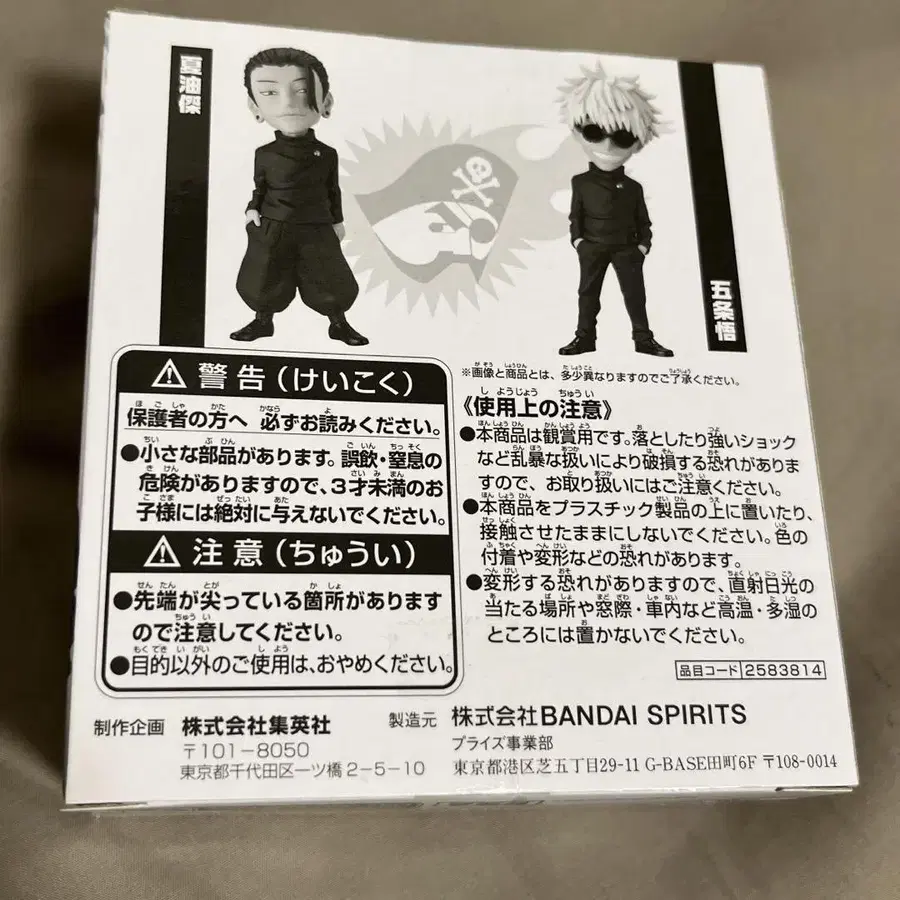 夏油傑
五条悟
※画像と商品とは、多少異なりますのでご了承ください。
警告(けいこく)
保護者の方へ 必ずお読みください。
●小さな部品があります。誤飲・窒息の
危険がありますので、3才未満のお
子様には絶対に与えないでください。
注意(ちゅうい)
●先端が尖っている箇所があります
ので注意してください。
●目的以外のご使用は、おやめください。
《使用上の注意》
●本商品は観賞用です。落としたり強いショック
など乱暴な扱いにより破損する恐れがありま
すので、お取り扱いにはご注意ください。
●本商品をプラスチック製品の上に置いたり、
接触させたままにしないでください。色の
付着や変形などの恐れがあります。
●変形する恐れがありますので、直射日光の
当たる場所や窓際・車内など高温・多湿の
ところには置かないでください。
品目コード 2583814
制作企画 株式会社集英社
〒101-8050
東京都千代田区一ツ橋2-5-10
製造元 株式会社BANDAI SPIRITS
プライズ事業部
東京都港区芝五丁目29-11 G-BASE田町6F 〒108-0014